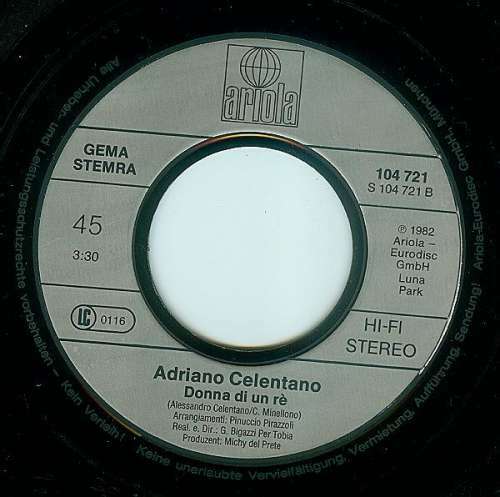 ariola
GEMA
STEMRA
104 721
S 104 721 B
45
3:30
℗ 1982
Ariola –
Eurodisc
GmbH
Luna
Park
LC 0116
HI-FI
STEREO
Adriano Celentano
Donna di un rè
(Alessandro Celentano/C. Minellono)
Arrangiamenti: Pinuccio Pirazzoli
Real. e. Dir.: G. Bigazzi Per Tobia
Produzent: Michy del Prete
Alle Urheber- und Leistungsschutzrechte vorbehalten – Kein Verleih! Keine unerlaubte Vervielfältigung, Vermietung, Aufführung, Sendung! Ariola-Eurodisc GmbH, München